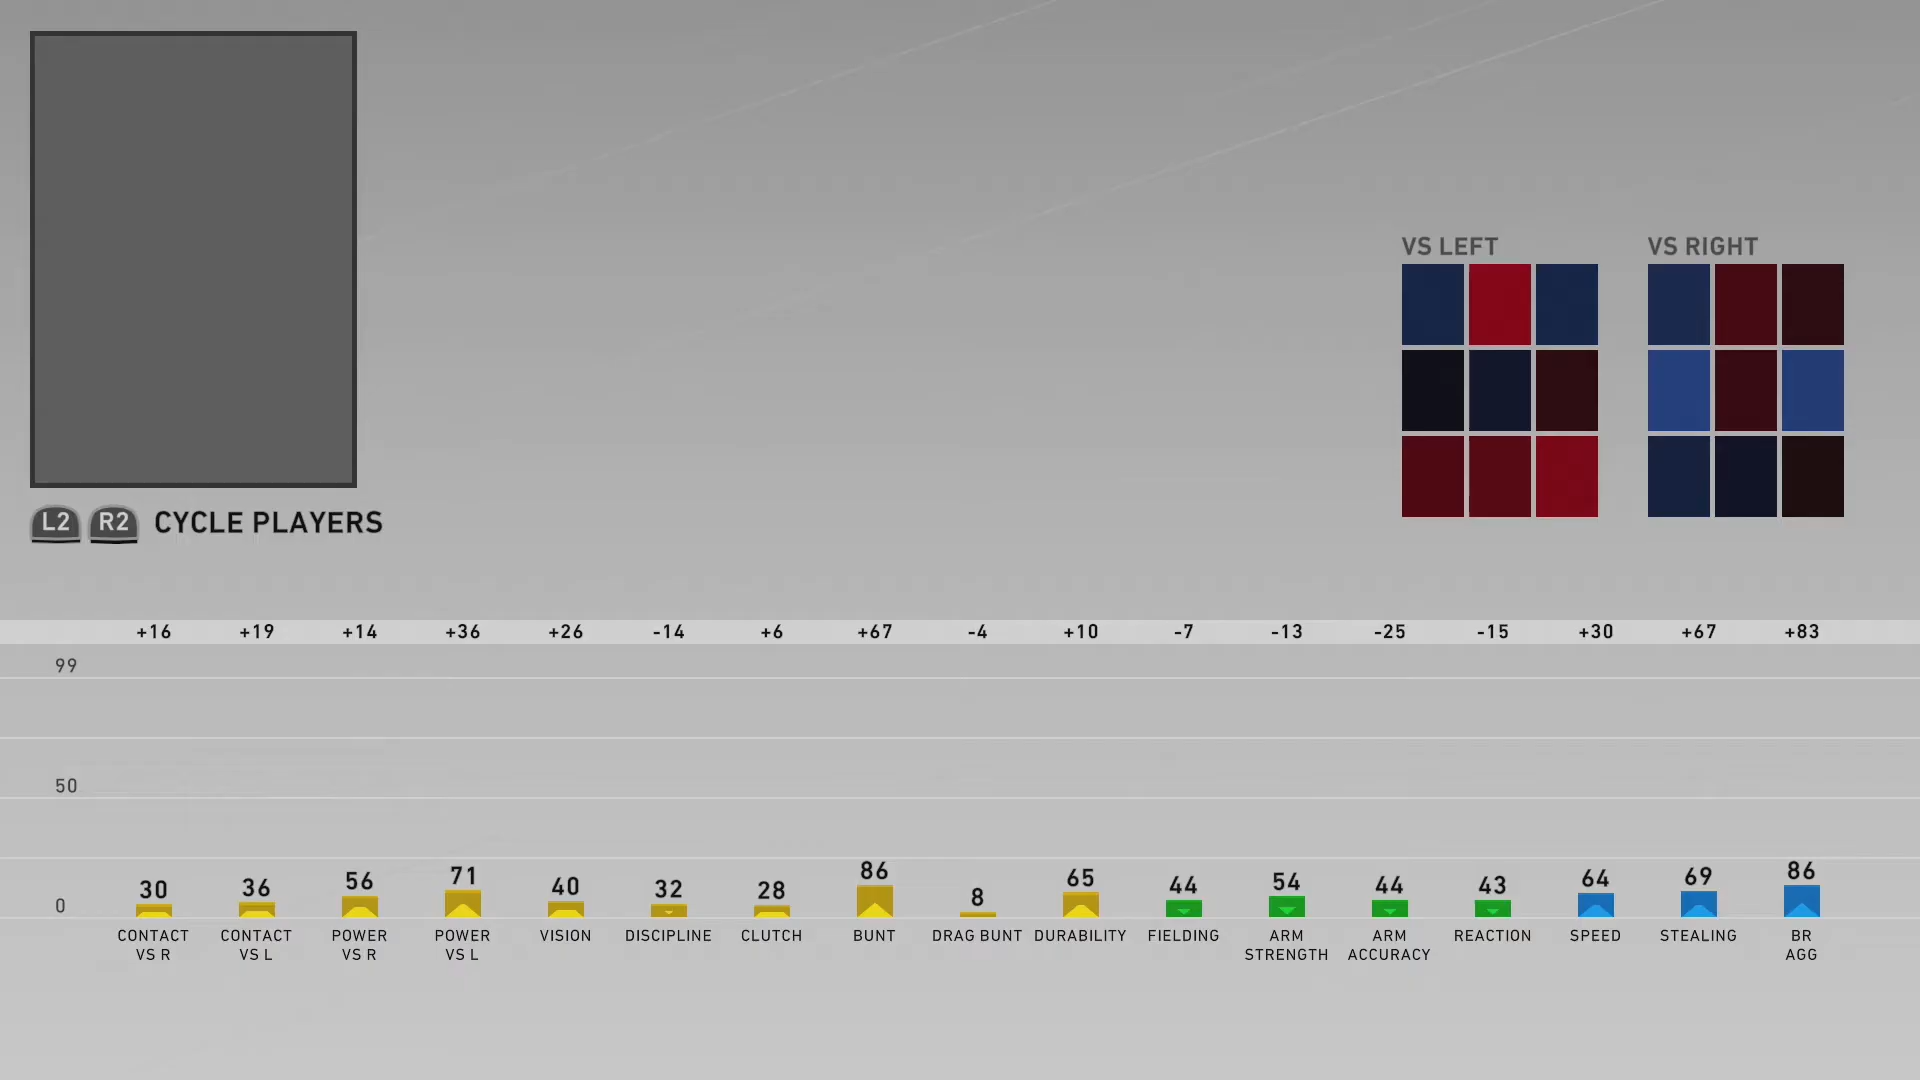 VS LEFT
VS RIGHT
L2 R2 CYCLE PLAYERS
+16 +19 +14 +36 +26 -14 +6 +67 -4 +10 -7 -13 -25 -15 +30 +67 +83
99
50
0
30 36 56 71 40 32 28 86 8 65 44 54 44 43 64 69 86
CONTACT VS R
CONTACT VS L
POWER VS R
POWER VS L
VISION
DISCIPLINE
CLUTCH
BUNT
DRAG BUNT
DURABILITY
FIELDING
ARM STRENGTH
ARM ACCURACY
REACTION
SPEED
STEALING
BR AGG